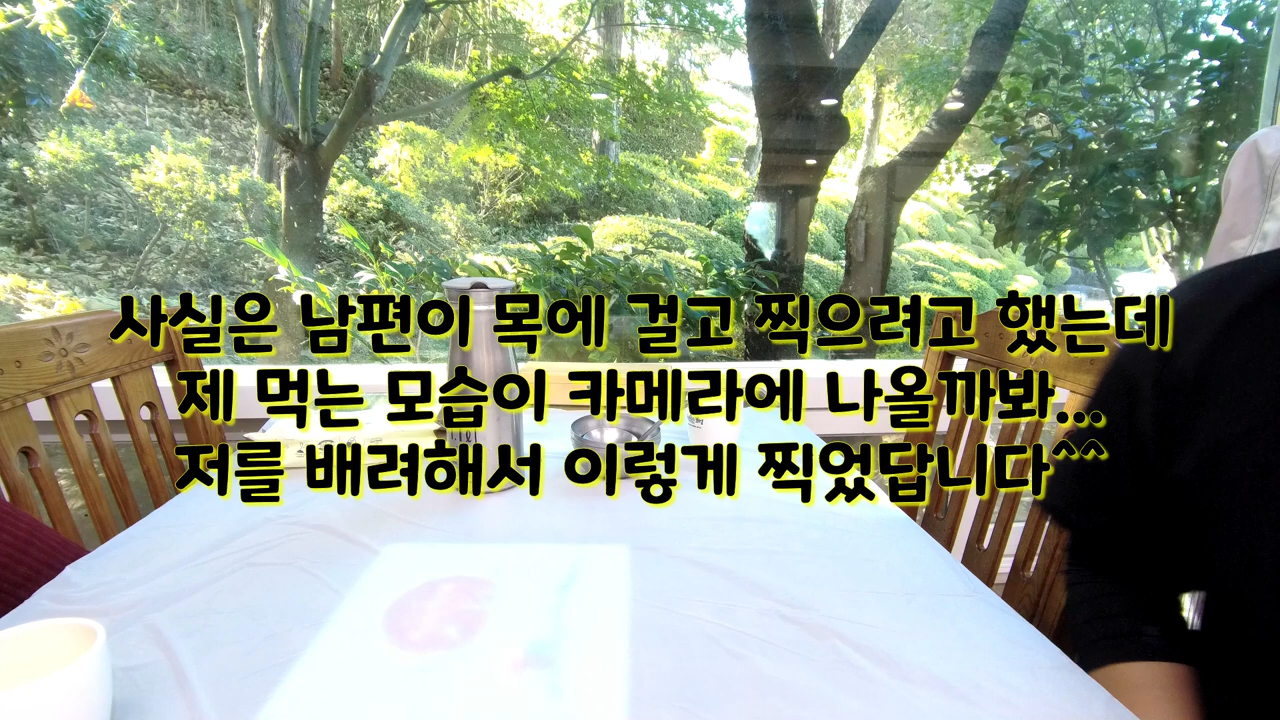 사실은 남편이 목에 걸고 찍으려고 했는데
제 먹는 모습이 카메라에 나올까봐...
저를 배려해서 이렇게 찍었답니다^^